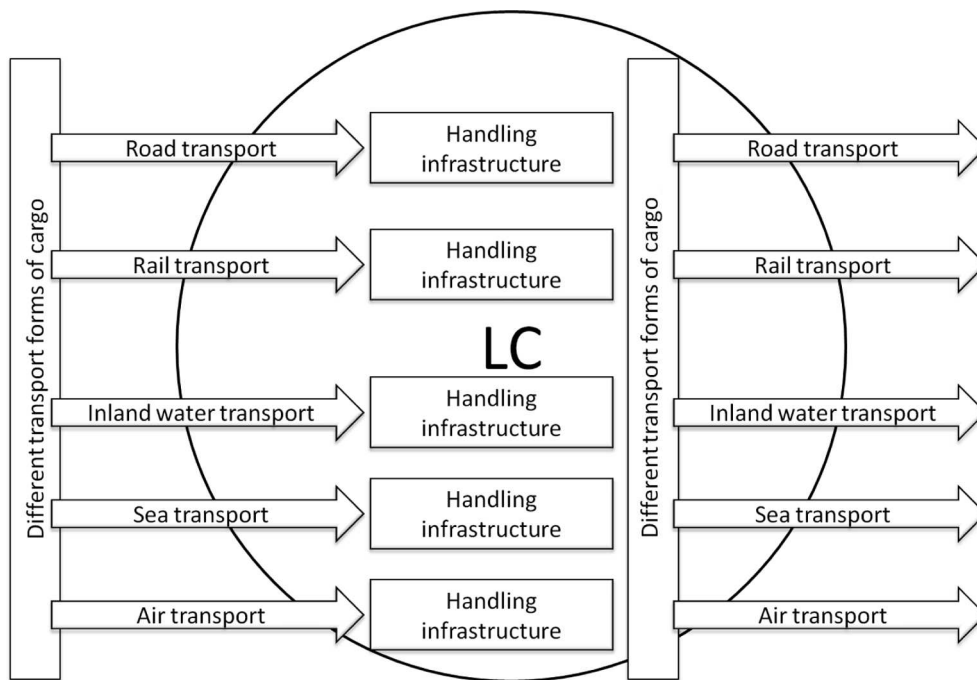 Different transport forms of cargo
Road transport
Handling
infrastructure
Road transport
Rail transport
Handling
infrastructure
Rail transport
LC
Inland water transport
Handling
infrastructure
Inland water transport
Sea transport
Handling
infrastructure
Sea transport
Air transport
Handling
infrastructure
Air transport
Different transport forms of cargo